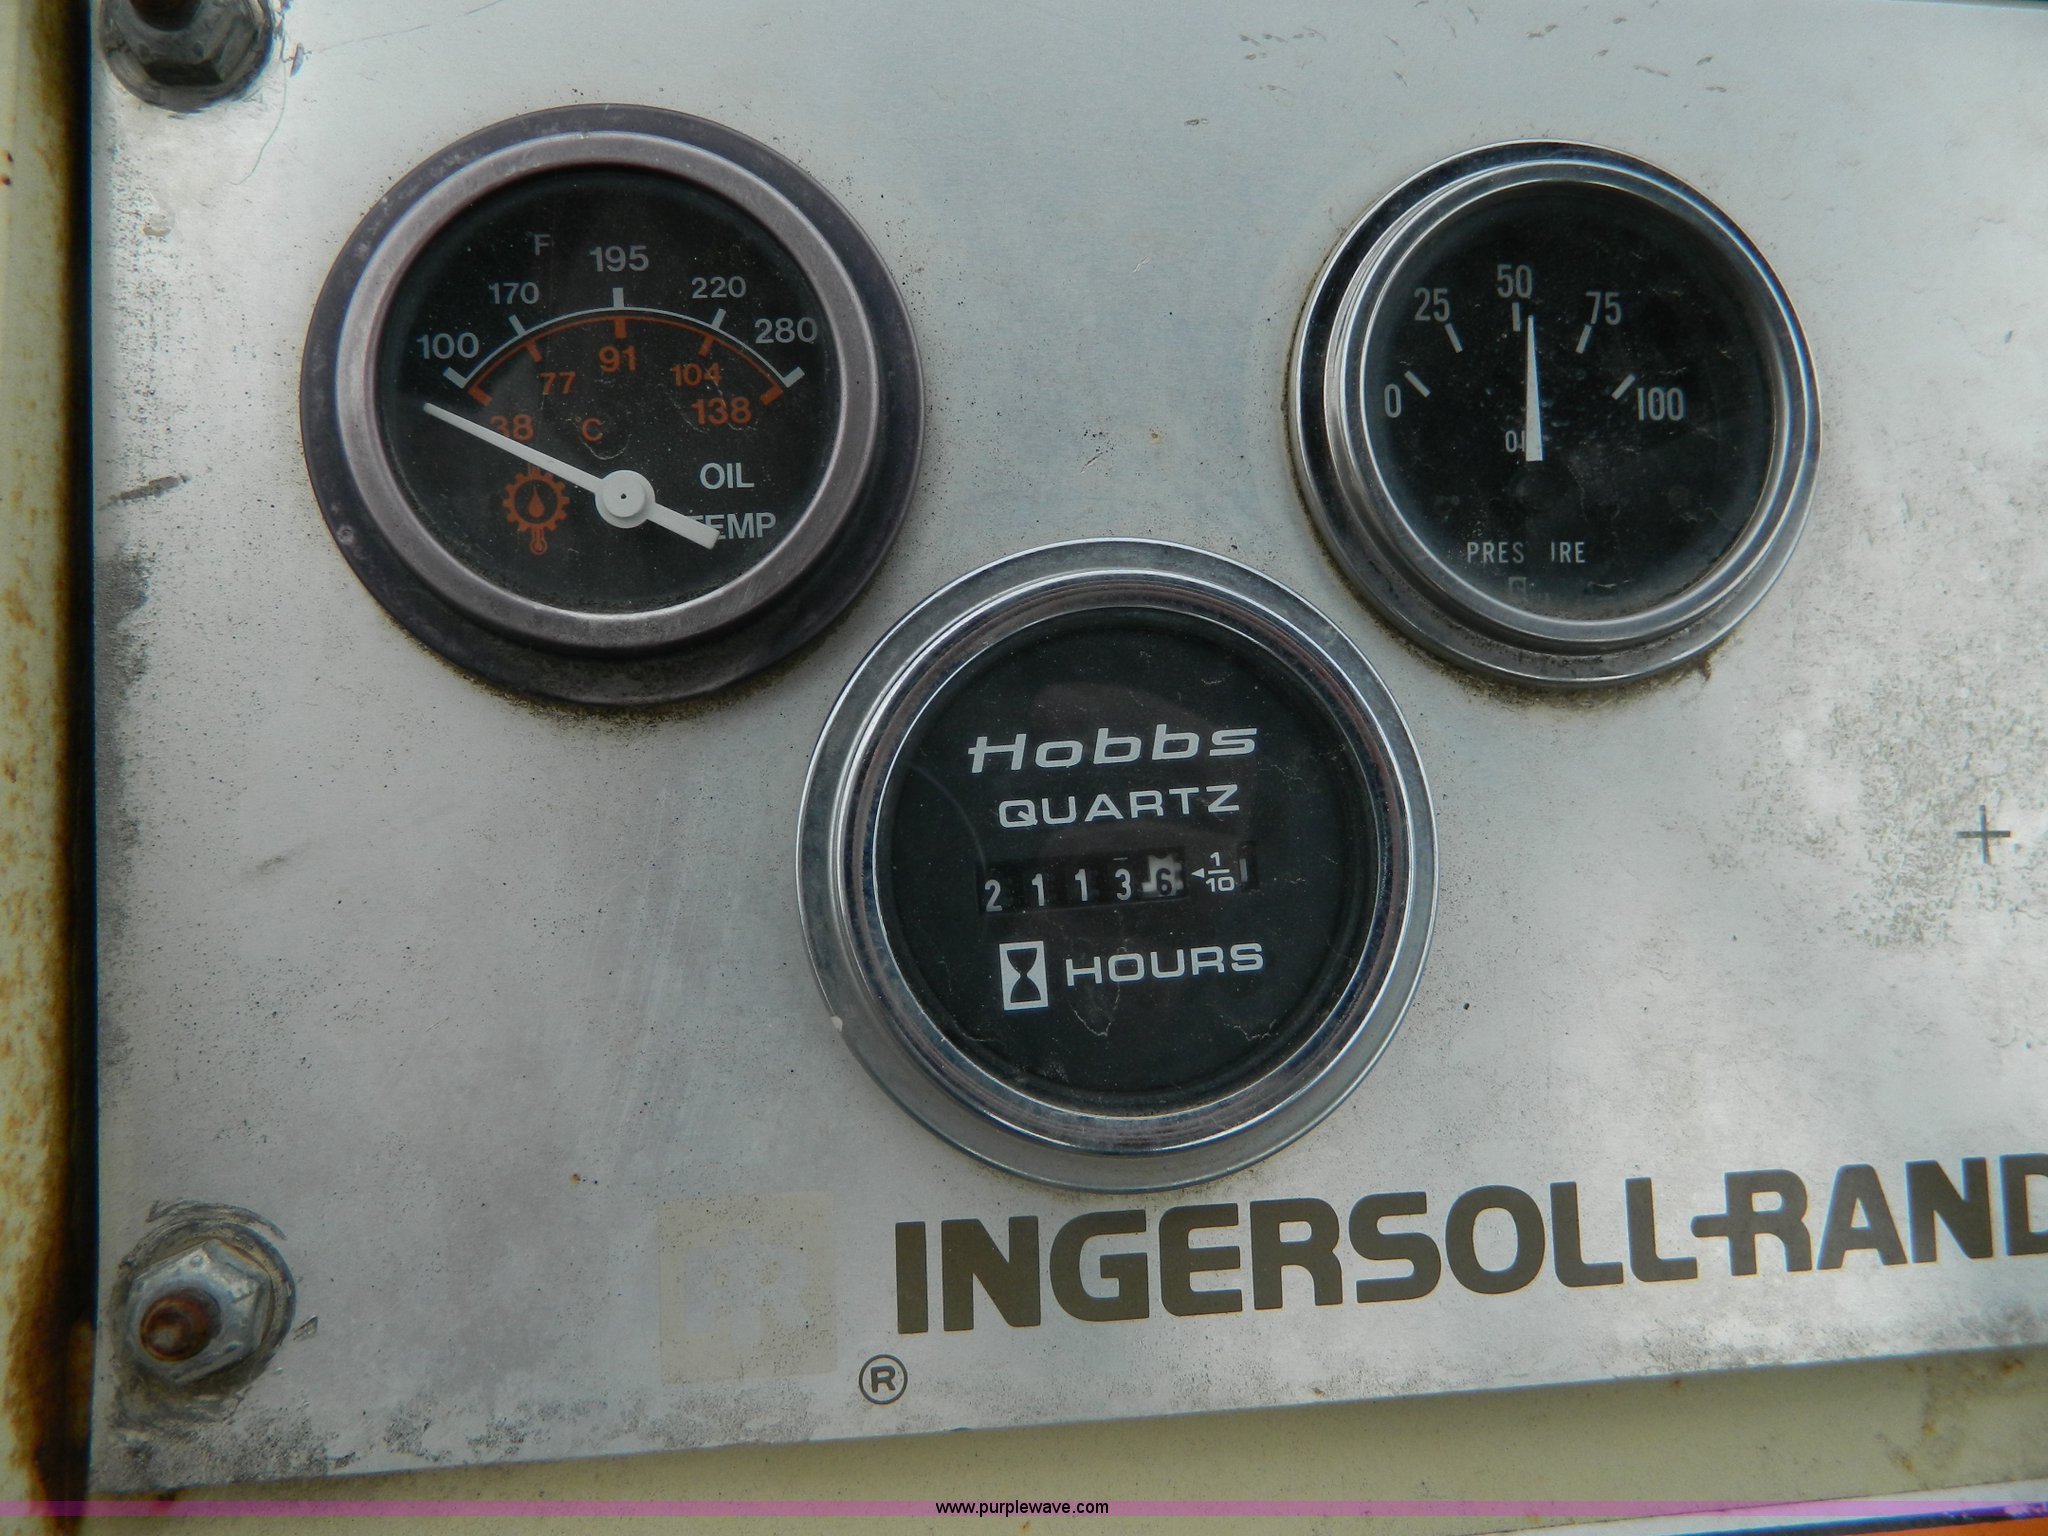 F
195
170
220
100
280
77
91
104
38
°C
138
OIL
TEMP
50
25
75
0
100
PRES IRE
Hobbs
QUARTZ
2 1 1 3 6 ◄ 1/10
HOURS
INGERSOLL-RAND
®
www.purplewave.com